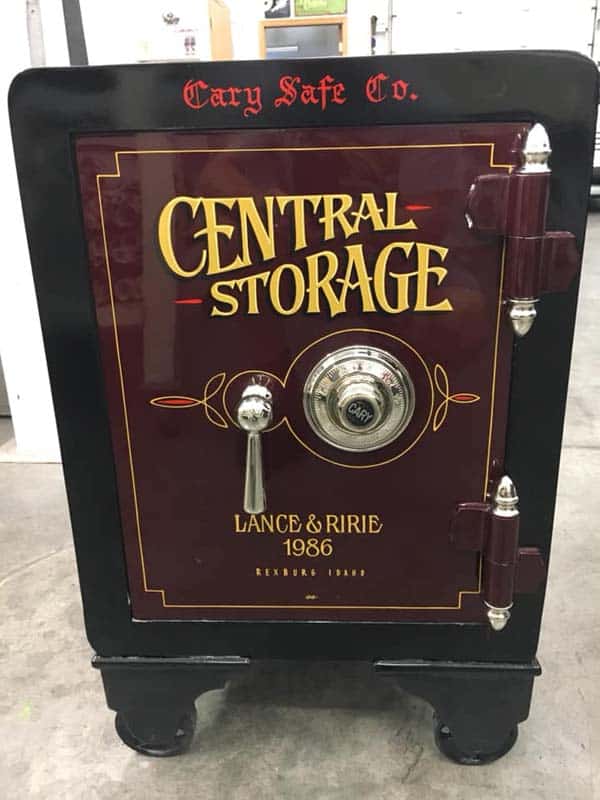 Cary Safe Co.
CENTRAL
STORAGE
CARY
LANCE & RIRIE
1986
REXBURG IDAHO